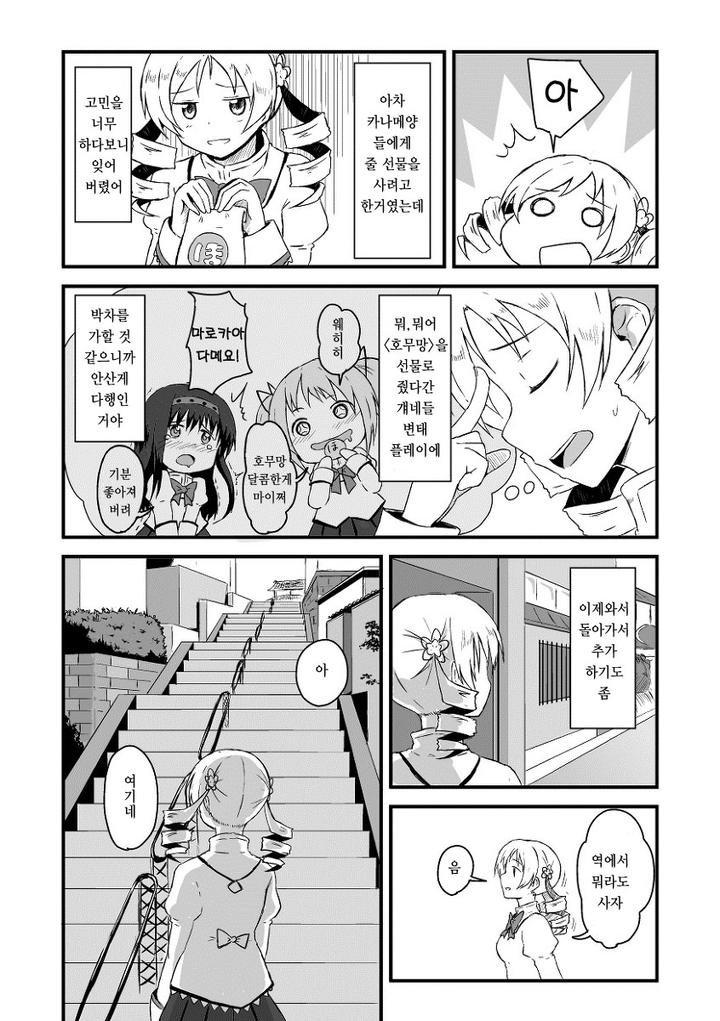 아
아차
카나메양
들에게
줄 선물을
사려고
한거였는데
고민을
너무
하다보니
잊어
버렸어
ほ
뭐,뭐어
〈호무망〉을
선물로
줬다간
걔네들
변태
플레이에
웨
히
히
호무망
달콤한게
마이쪄
ほ
마로카아
다메요!
박차를
가할 것
같으니까
안산게
다행인
거야
기분
좋아져
버려
이제와서
돌아가서
추가
하기도
좀
역에서
뭐라도
사자
음
아
여
기
네